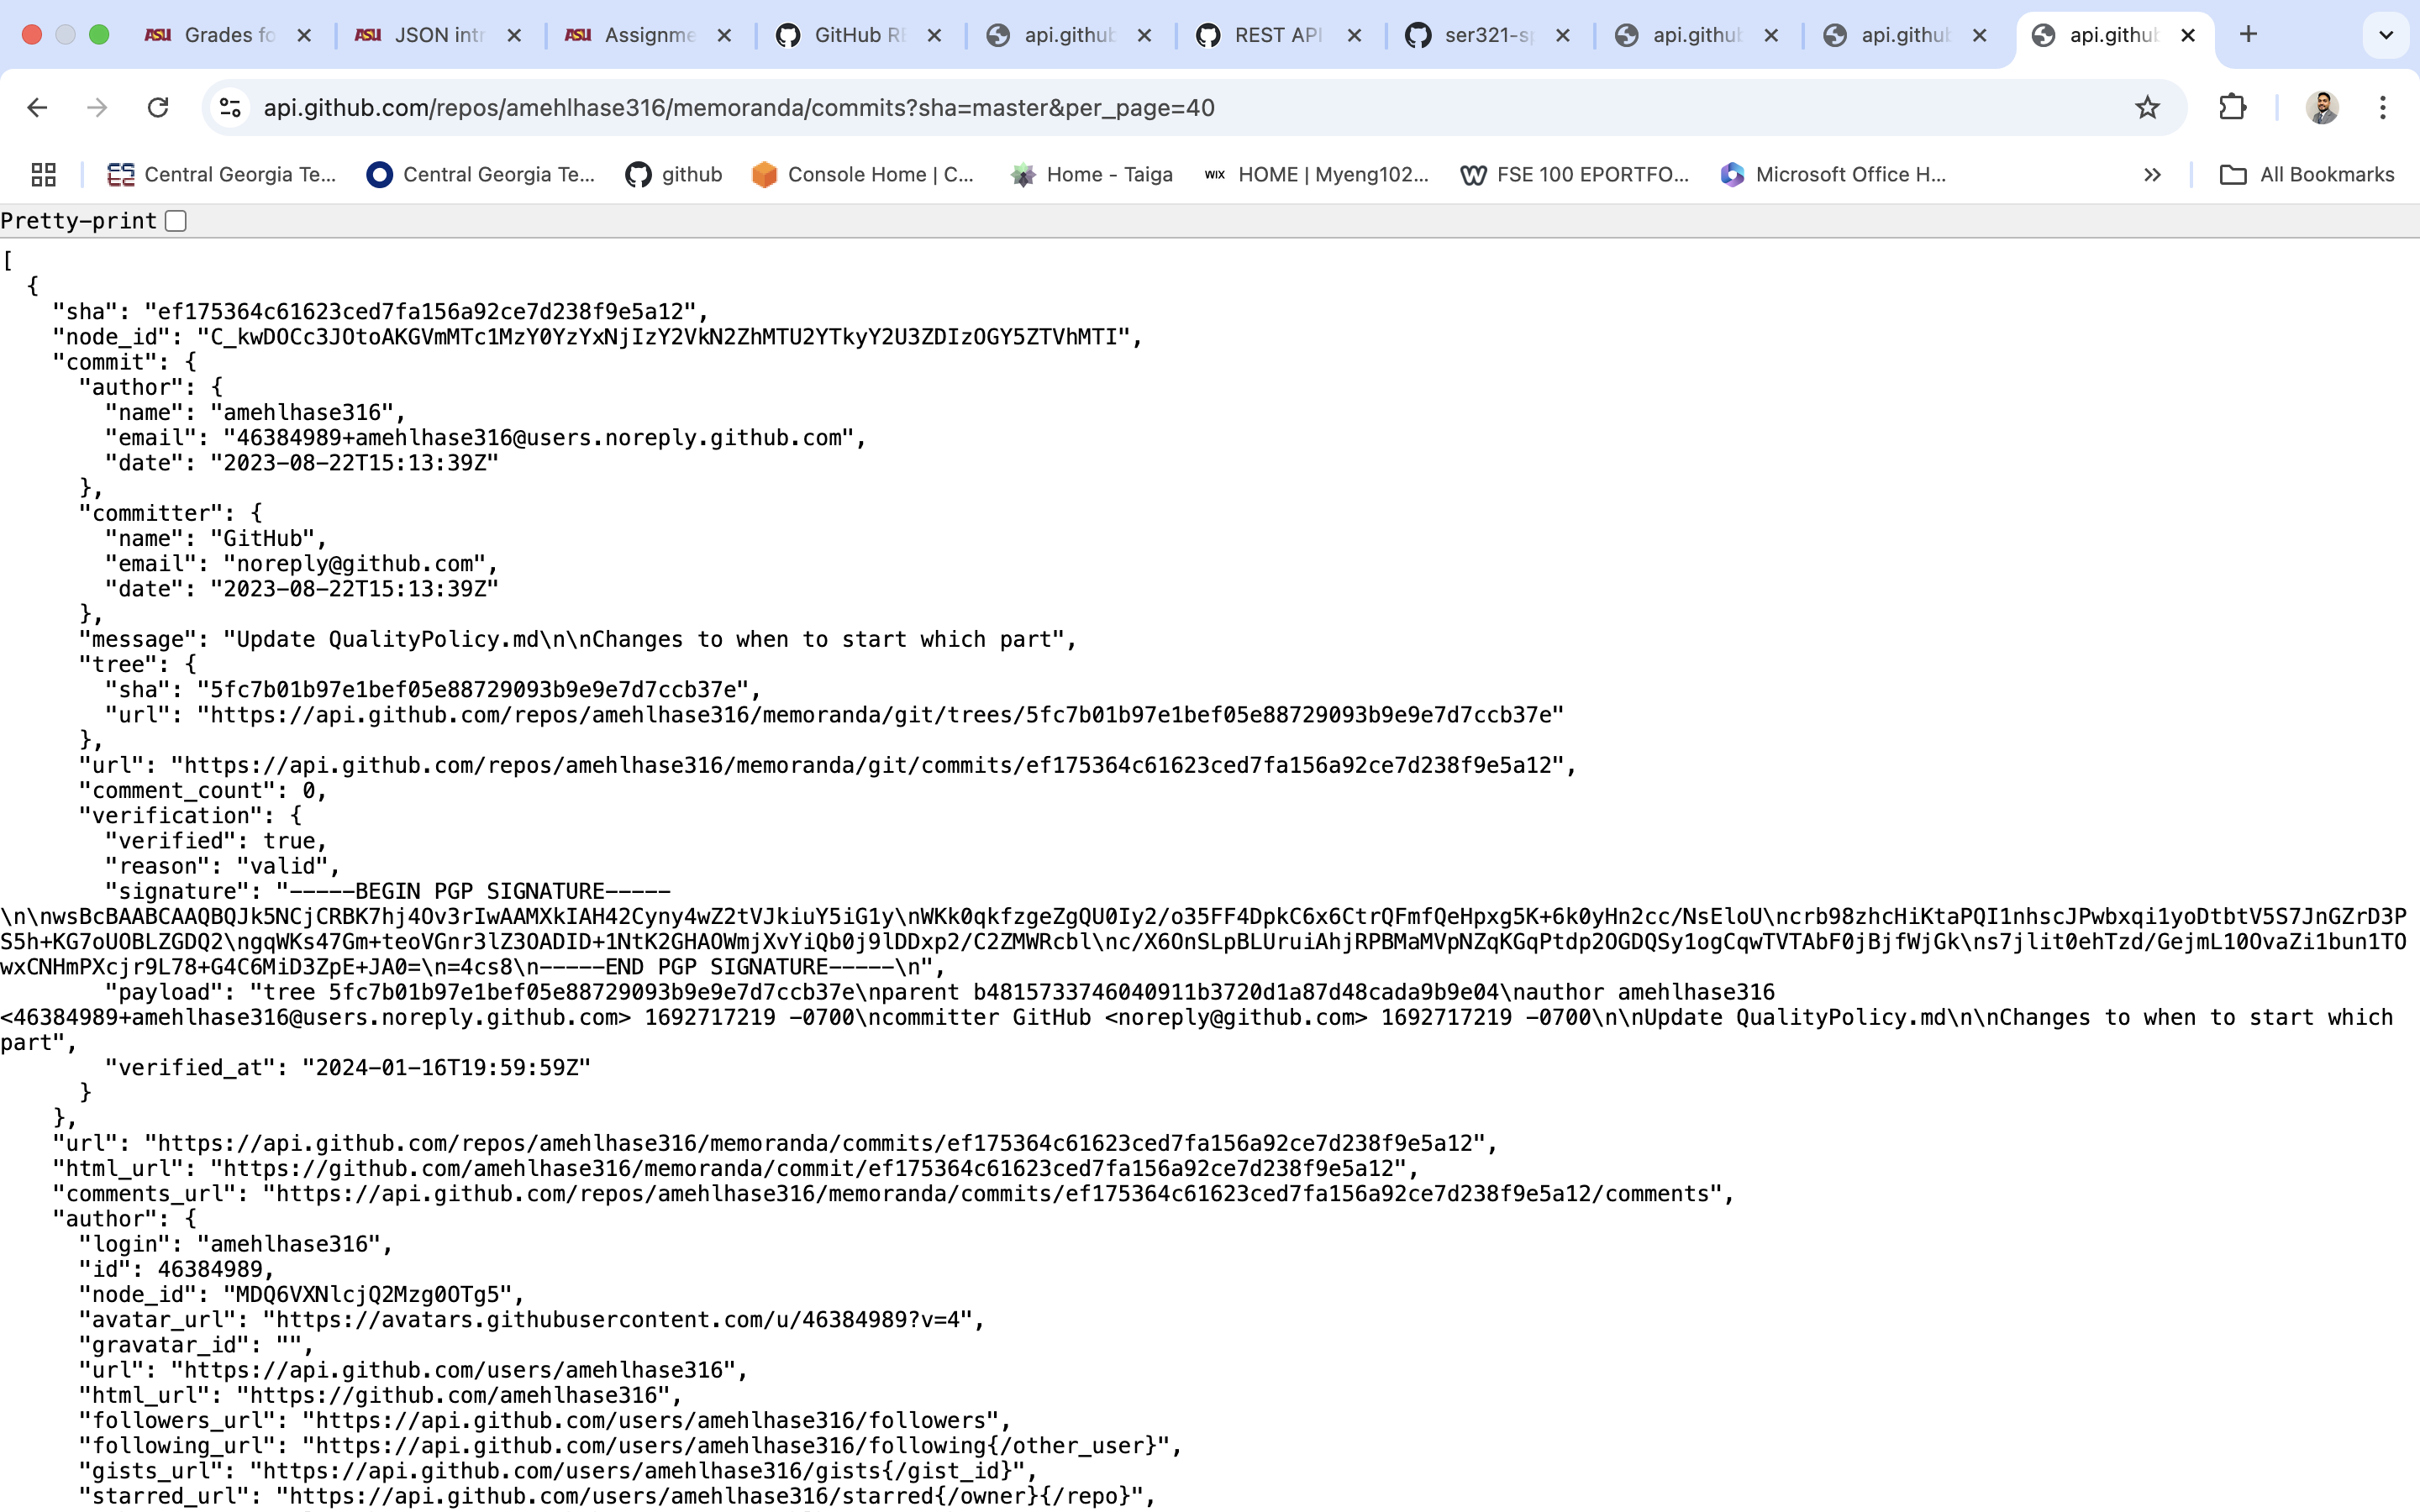 Grades fo
JSON intr
Assignme
GitHub RE
api.github
REST API
ser321-sp
api.github
api.github
api.github
api.github.com/repos/amehlhase316/memoranda/commits?sha=master&per_page=40
Central Georgia Te...
Central Georgia Te...
github
Console Home | C...
Home - Taiga
WIX HOME | Myeng102...
FSE 100 EPORTFO...
Microsoft Office H...
All Bookmarks
Pretty-print
[
{
"sha": "ef175364c61623ced7fa156a92ce7d238f9e5a12",
"node_id": "C_kwDOCc3JOtoAKGVmMTc1MzY0YzYxNjIzY2VkN2ZhMTU2YTkyY2U3ZDIzOGY5ZTVhMTI",
"commit": {
"author": {
"name": "amehlhase316",
"email": "46384989+amehlhase316@users.noreply.github.com",
"date": "2023-08-22T15:13:39Z"
},
"committer": {
"name": "GitHub",
"email": "noreply@github.com",
"date": "2023-08-22T15:13:39Z"
},
"message": "Update QualityPolicy.md\n\nChanges to when to start which part",
"tree": {
"sha": "5fc7b01b97e1bef05e88729093b9e9e7d7ccb37e",
"url": "https://api.github.com/repos/amehlhase316/memoranda/git/trees/5fc7b01b97e1bef05e88729093b9e9e7d7ccb37e"
},
"url": "https://api.github.com/repos/amehlhase316/memoranda/git/commits/ef175364c61623ced7fa156a92ce7d238f9e5a12",
"comment_count": 0,
"verification": {
"verified": true,
"reason": "valid",
"signature": "-----BEGIN PGP SIGNATURE-----
\n\nwsBcBAABCAAQBQJk5NCjCRBK7hj4Ov3rIwAAMXkIAH42Cyny4wZ2tVJkiuY5iG1y\nWKk0qkfzgeZgQU0Iy2/o35FF4DpkC6x6CtrQFmfQeHpxg5K+6k0yHn2cc/NsEloU\ncrb98zhcHiKtaPQI1nhscJPwbxqi1yoDtbtV5S7JnGZrD3P
S5h+KG7oUOBLZGDQ2\ngqWKs47Gm+teoVGnr3lZ3OADID+1NtK2GHAOWmjXvYiQb0j9lDDxp2/C2ZMWRcbl\nc/X6OnSLpBLUruiAhjRPBMaMVpNZqKGqPtdp2OGDQSy1ogCqwTVTAbF0jBjfWjGk\ns7jlit0ehTzd/GejmL10OvaZi1bun1TO
wxCNHmPXcjr9L78+G4C6MiD3ZpE+JA0=\n=4cs8\n-----END PGP SIGNATURE-----\n",
"payload": "tree 5fc7b01b97e1bef05e88729093b9e9e7d7ccb37e\nparent b4815733746040911b3720d1a87d48cada9b9e04\nauthor amehlhase316
<46384989+amehlhase316@users.noreply.github.com> 1692717219 -0700\ncommitter GitHub <noreply@github.com> 1692717219 -0700\n\nUpdate QualityPolicy.md\n\nChanges to when to start which
part",
"verified_at": "2024-01-16T19:59:59Z"
}
},
"url": "https://api.github.com/repos/amehlhase316/memoranda/commits/ef175364c61623ced7fa156a92ce7d238f9e5a12",
"html_url": "https://github.com/amehlhase316/memoranda/commit/ef175364c61623ced7fa156a92ce7d238f9e5a12",
"comments_url": "https://api.github.com/repos/amehlhase316/memoranda/commits/ef175364c61623ced7fa156a92ce7d238f9e5a12/comments",
"author": {
"login": "amehlhase316",
"id": 46384989,
"node_id": "MDQ6VXNlcjQ2Mzg0OTg5",
"avatar_url": "https://avatars.githubusercontent.com/u/46384989?v=4",
"gravatar_id": "",
"url": "https://api.github.com/users/amehlhase316",
"html_url": "https://github.com/amehlhase316",
"followers_url": "https://api.github.com/users/amehlhase316/followers",
"following_url": "https://api.github.com/users/amehlhase316/following{/other_user}",
"gists_url": "https://api.github.com/users/amehlhase316/gists{/gist_id}",
"starred_url": "https://api.github.com/users/amehlhase316/starred{/owner}{/repo}",